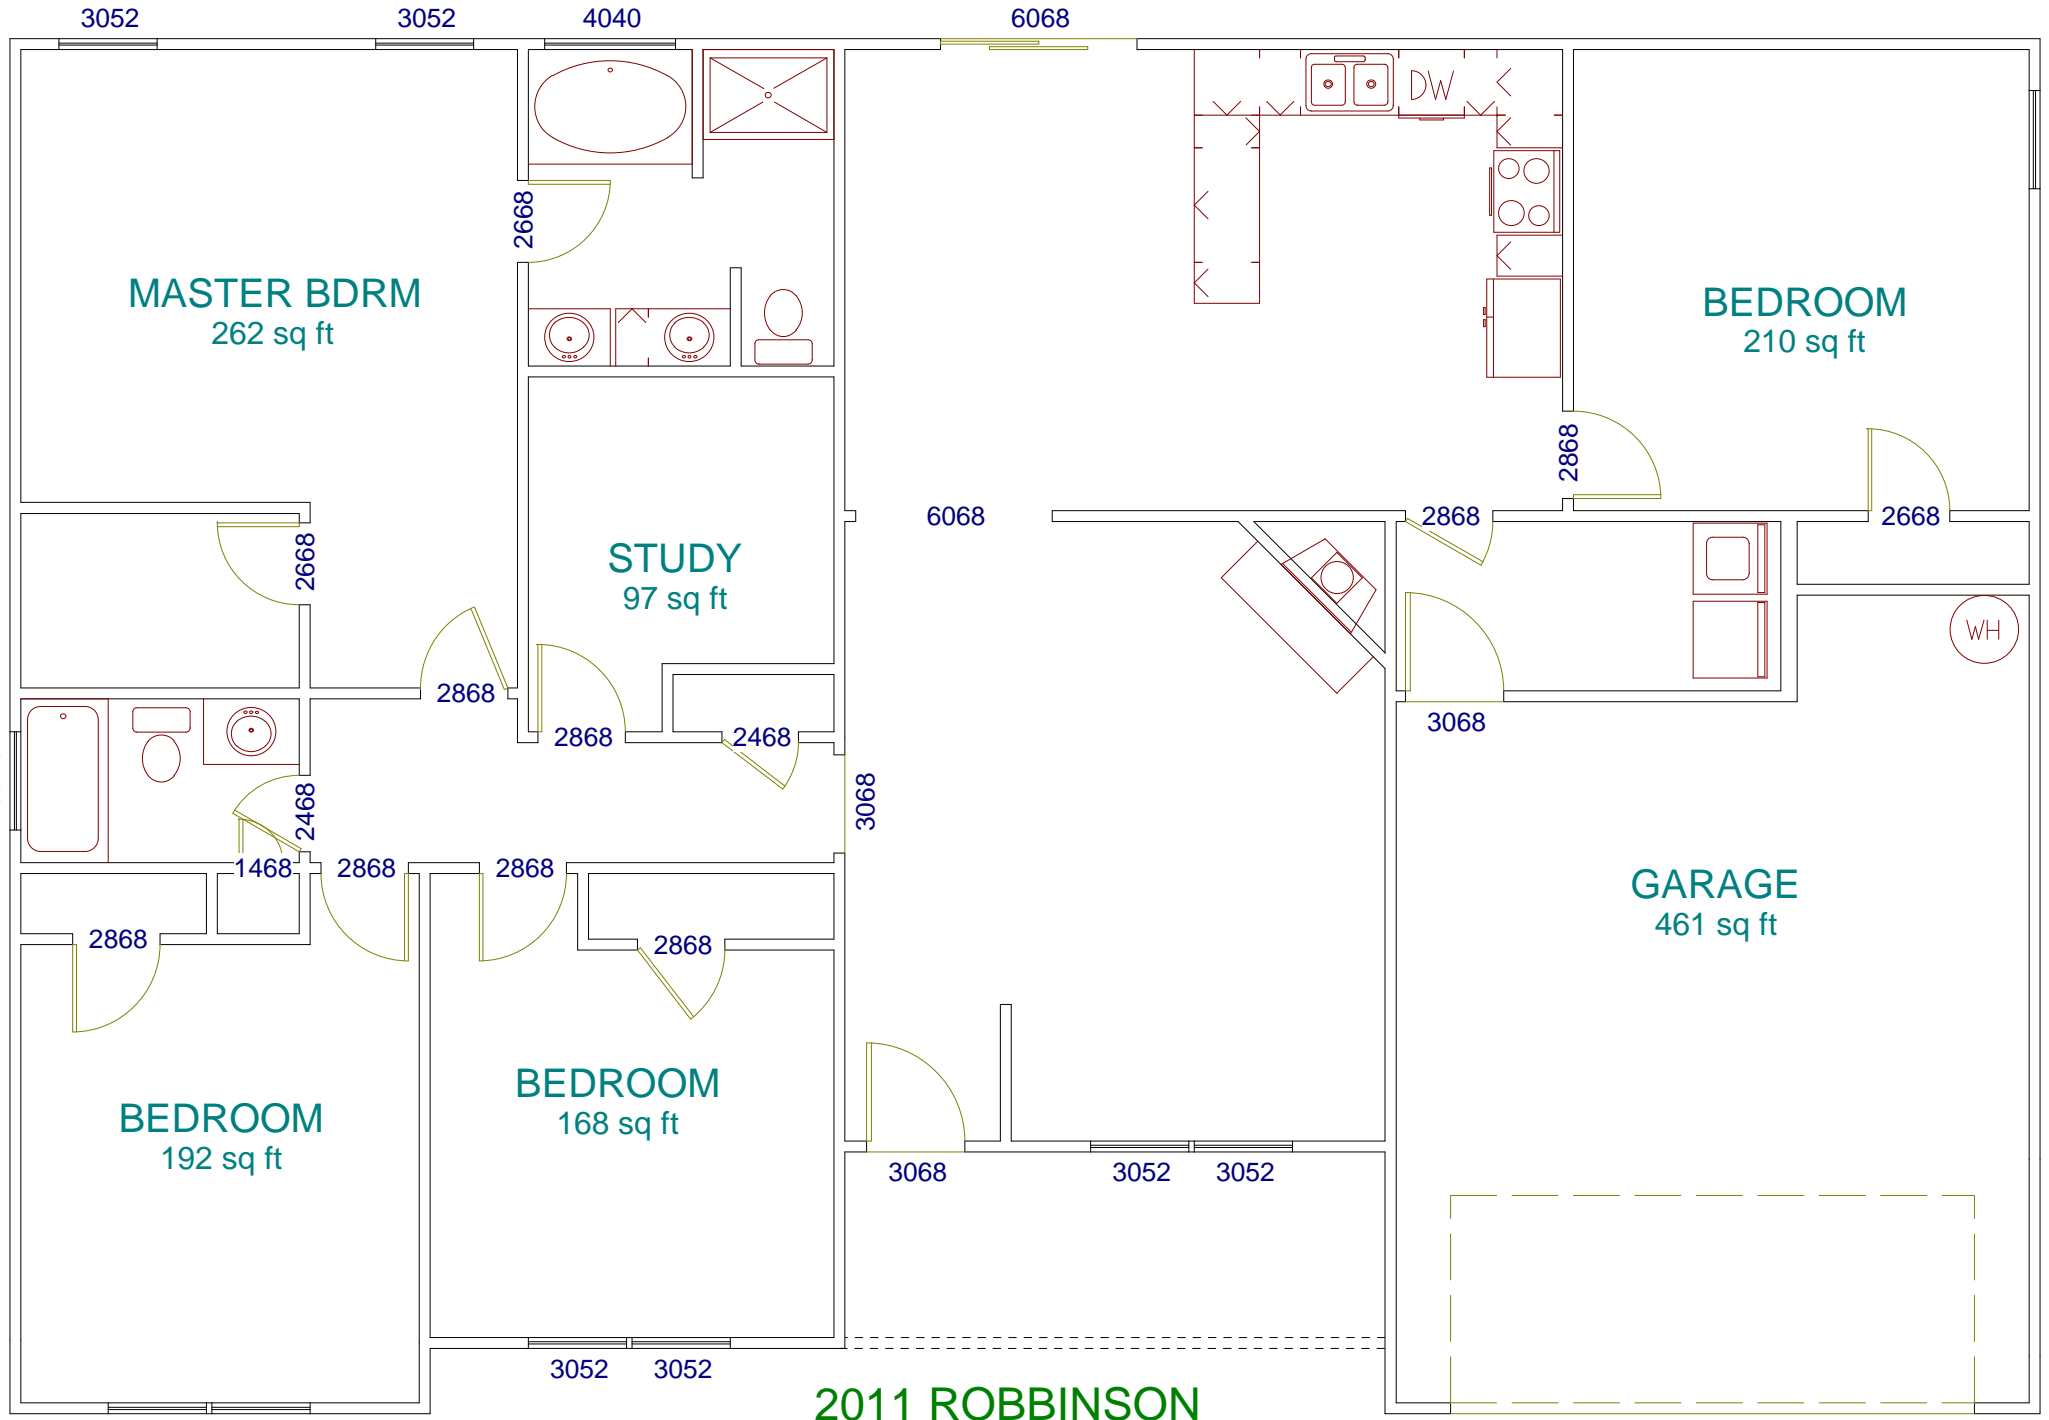 3052
3052
4040
6068
DW
2668
MASTER BDRM
262 sq ft
BEDROOM
210 sq ft
2868
6068
2868
2668
2668
STUDY
97 sq ft
WH
2868
2868
2468
3068
3068
2468
1468
2868
2868
GARAGE
461 sq ft
2868
2868
BEDROOM
168 sq ft
BEDROOM
192 sq ft
3068
3052
3052
3052
3052
2011 ROBBINSON